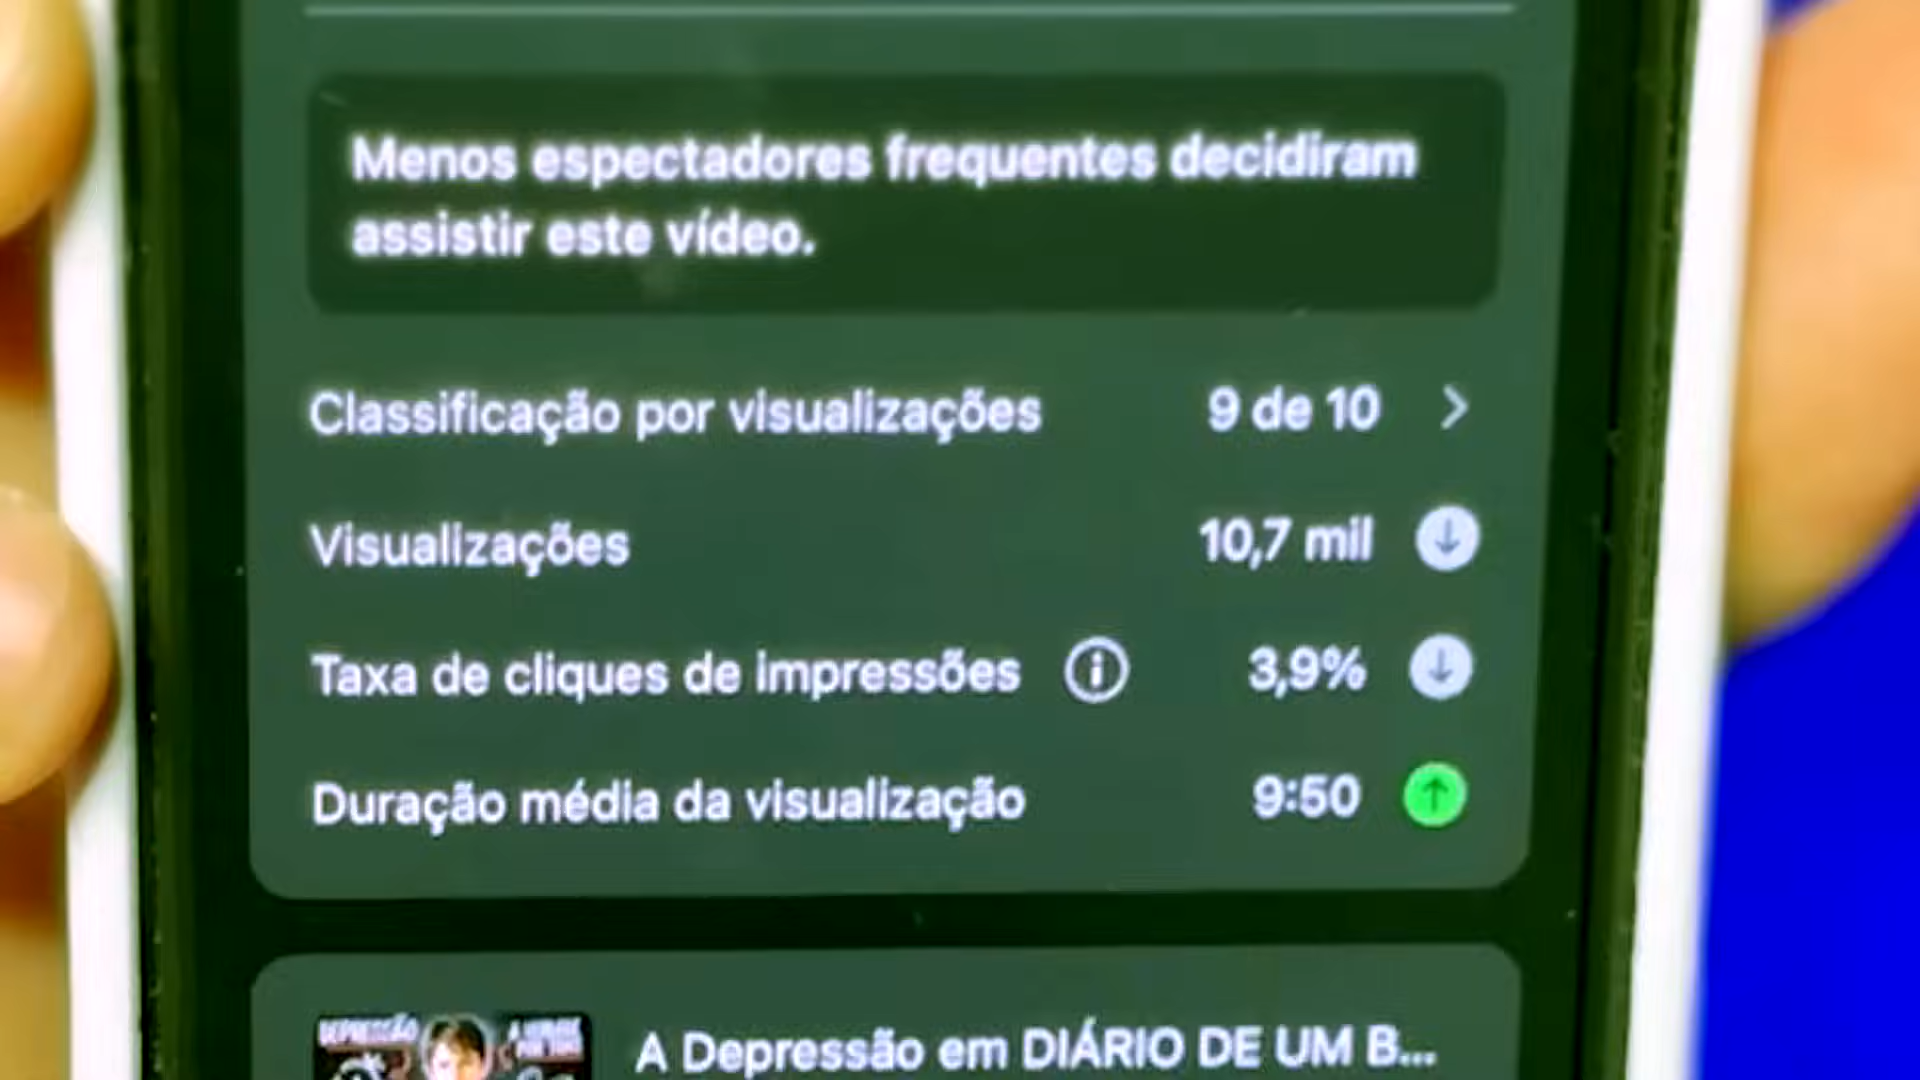 Menos espectadores frequentes decidiram
assistir este vídeo.
Classificação por visualizações 9 de 10
Visualizações 10,7 mil
Taxa de cliques de impressões 3,9%
Duração média da visualização 9:50
DEPRESSÃO
A Depressão em DIÁRIO DE UM B...